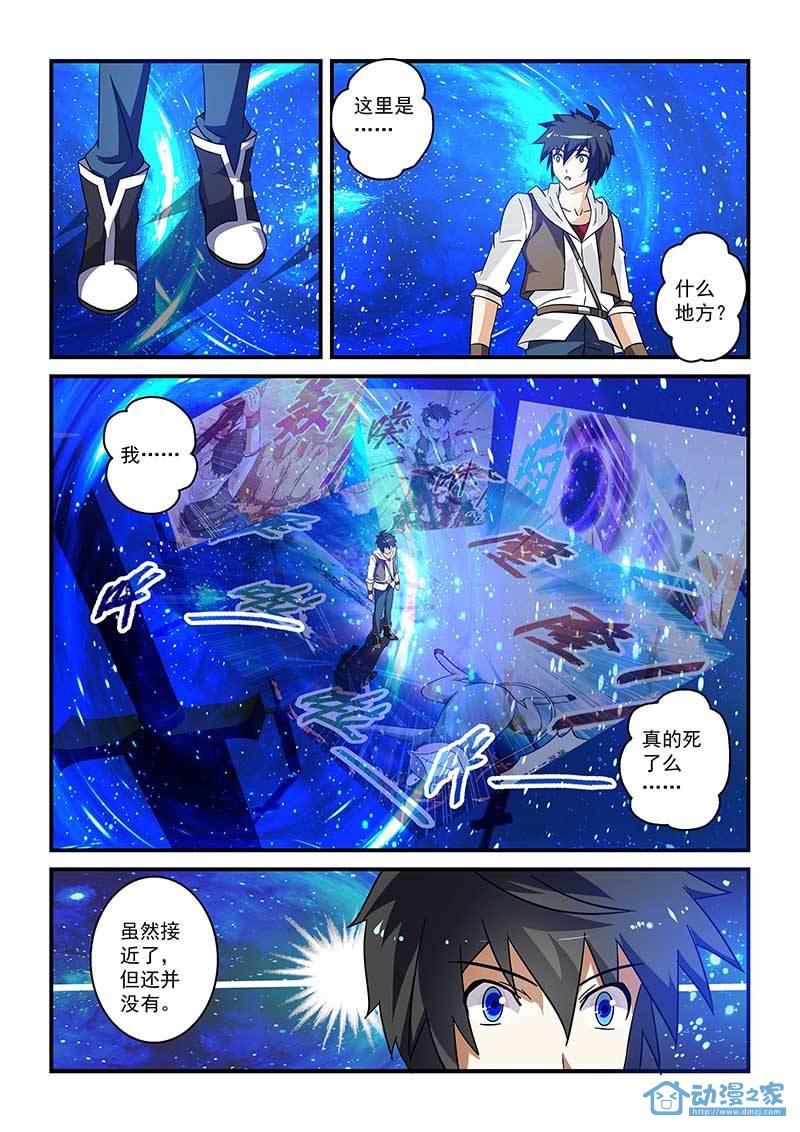 这里是
……
什么
地方？
我……
真的死
了么
……
虽然接
近了，
但还并
没有。
动漫之家
http://www.dmzj.com